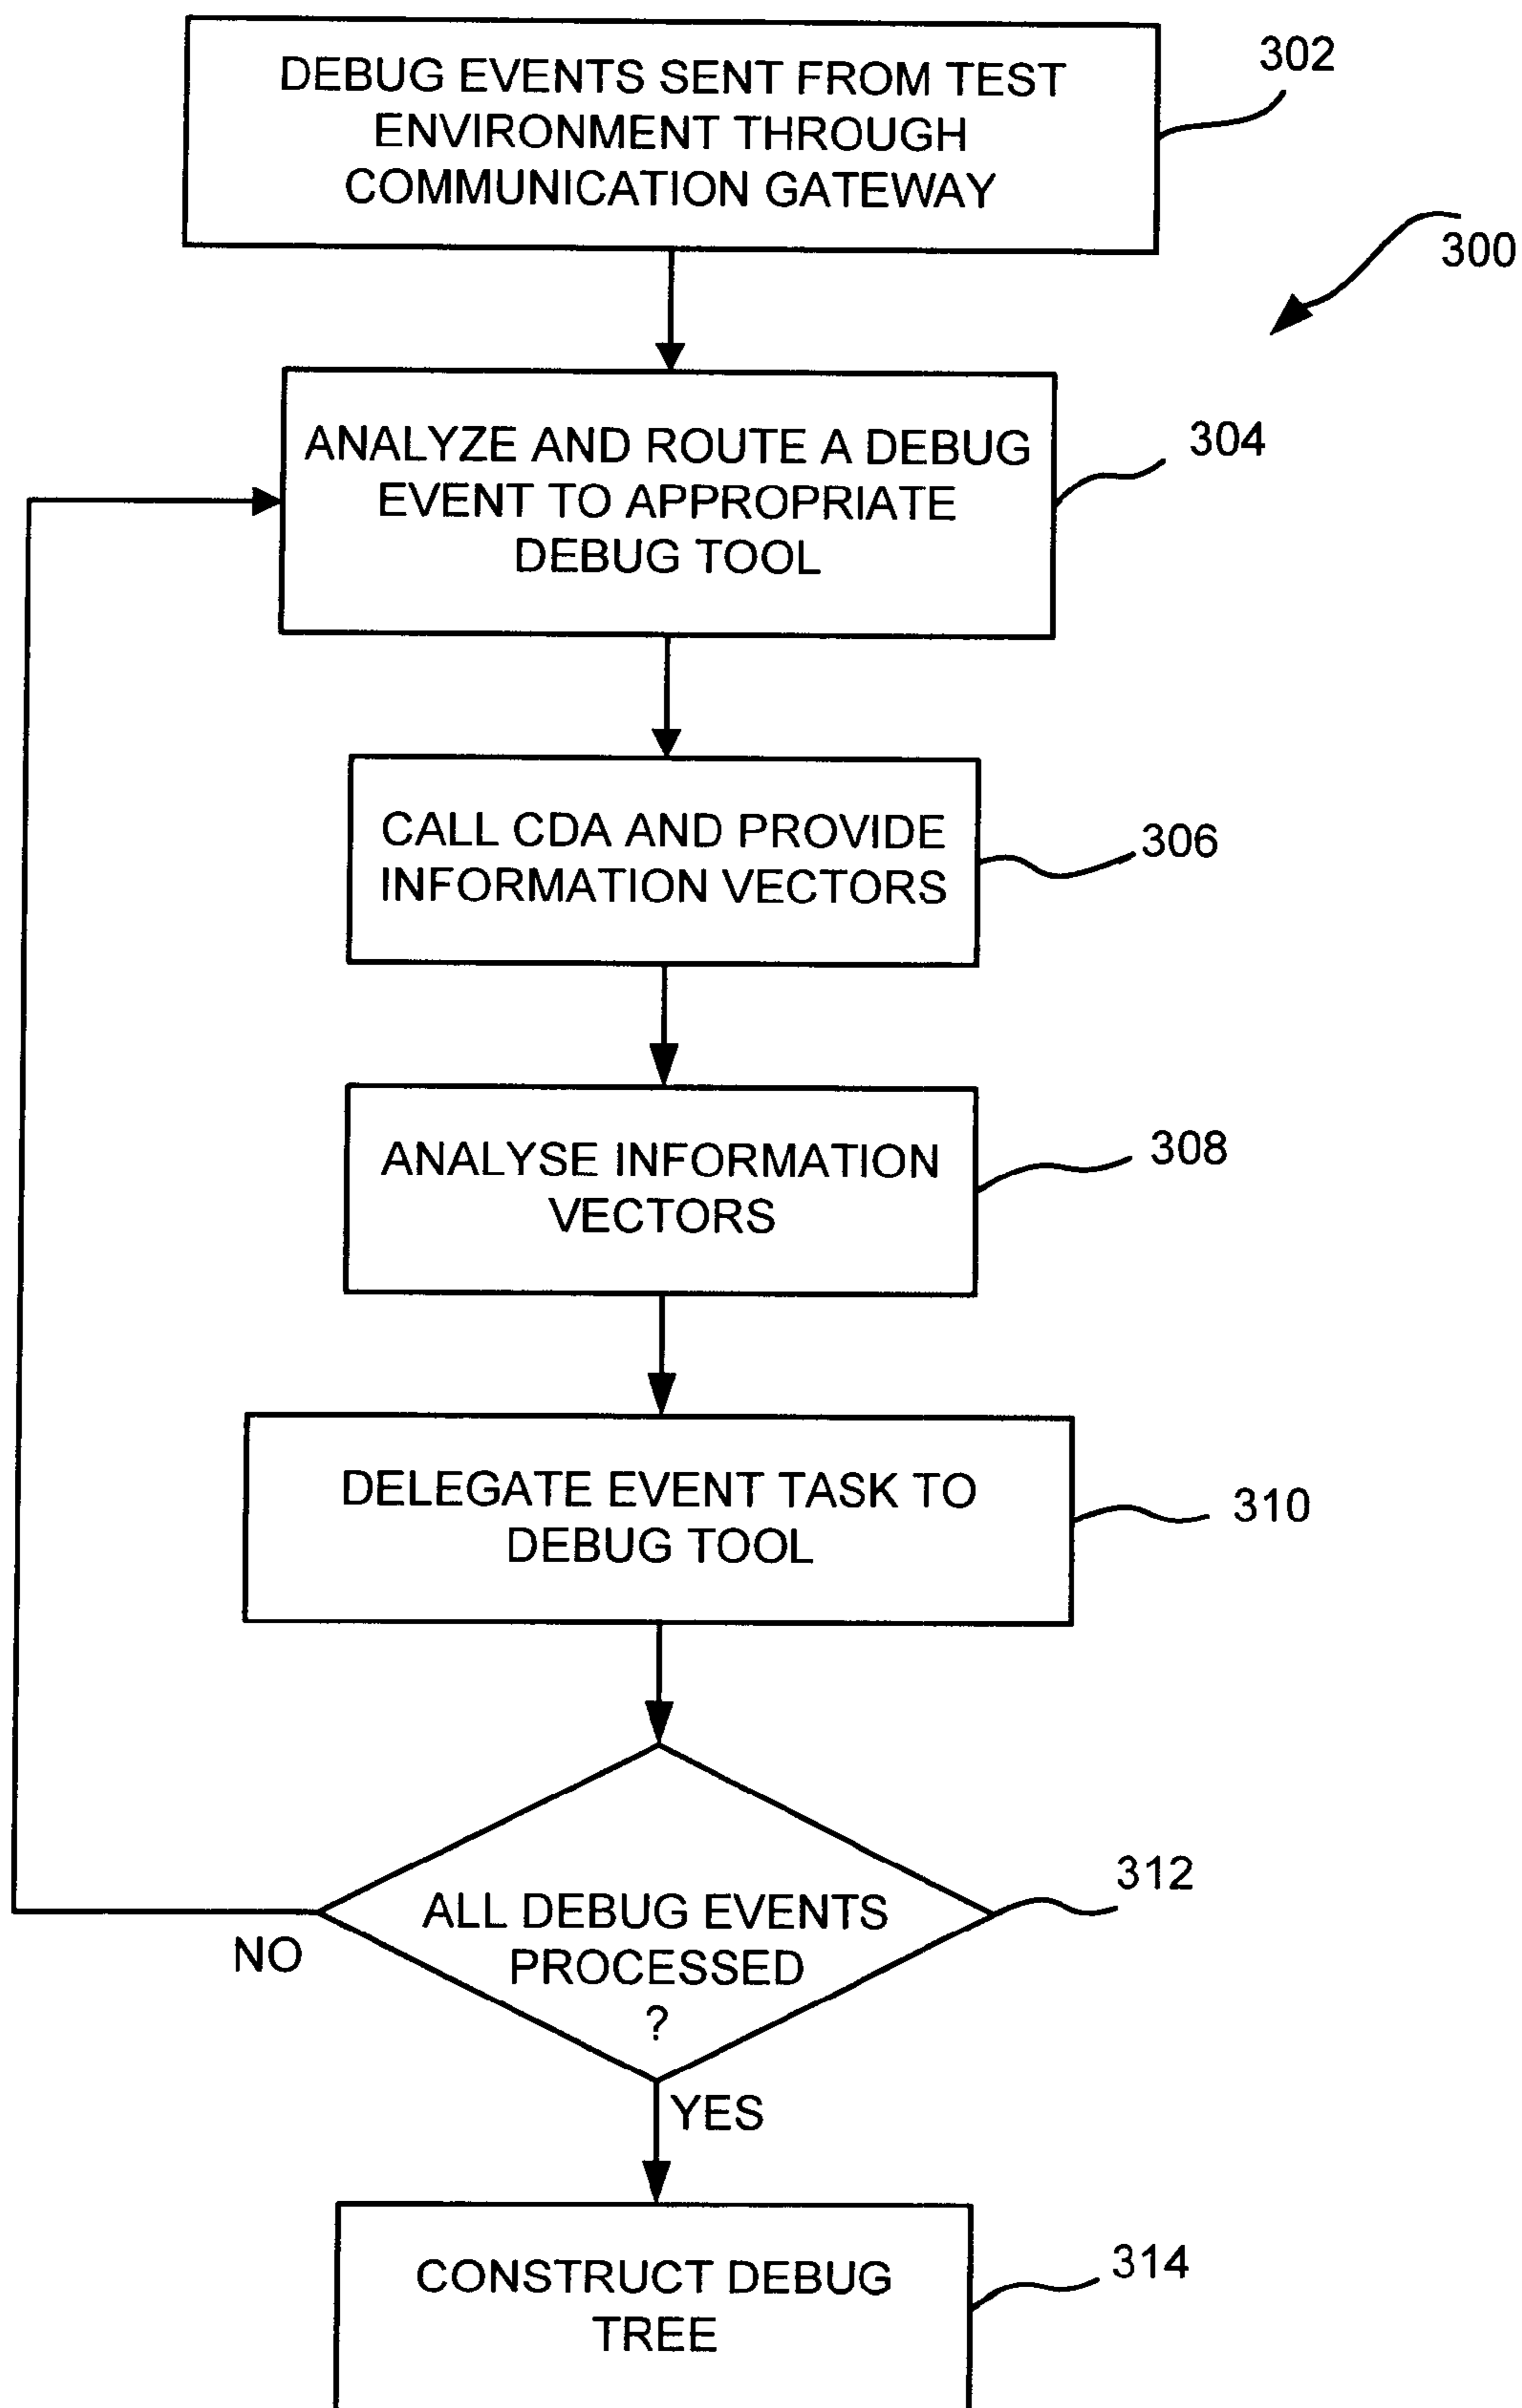 DEBUG EVENTS SENT FROM TEST
ENVIRONMENT THROUGH
COMMUNICATION GATEWAY
302
300
ANALYZE AND ROUTE A DEBUG
EVENT TO APPROPRIATE
DEBUG TOOL
304
CALL CDA AND PROVIDE
INFORMATION VECTORS
306
ANALYSE INFORMATION
VECTORS
308
DELEGATE EVENT TASK TO
DEBUG TOOL
310
ALL DEBUG EVENTS
PROCESSED
?
312
NO
YES
CONSTRUCT DEBUG
TREE
314